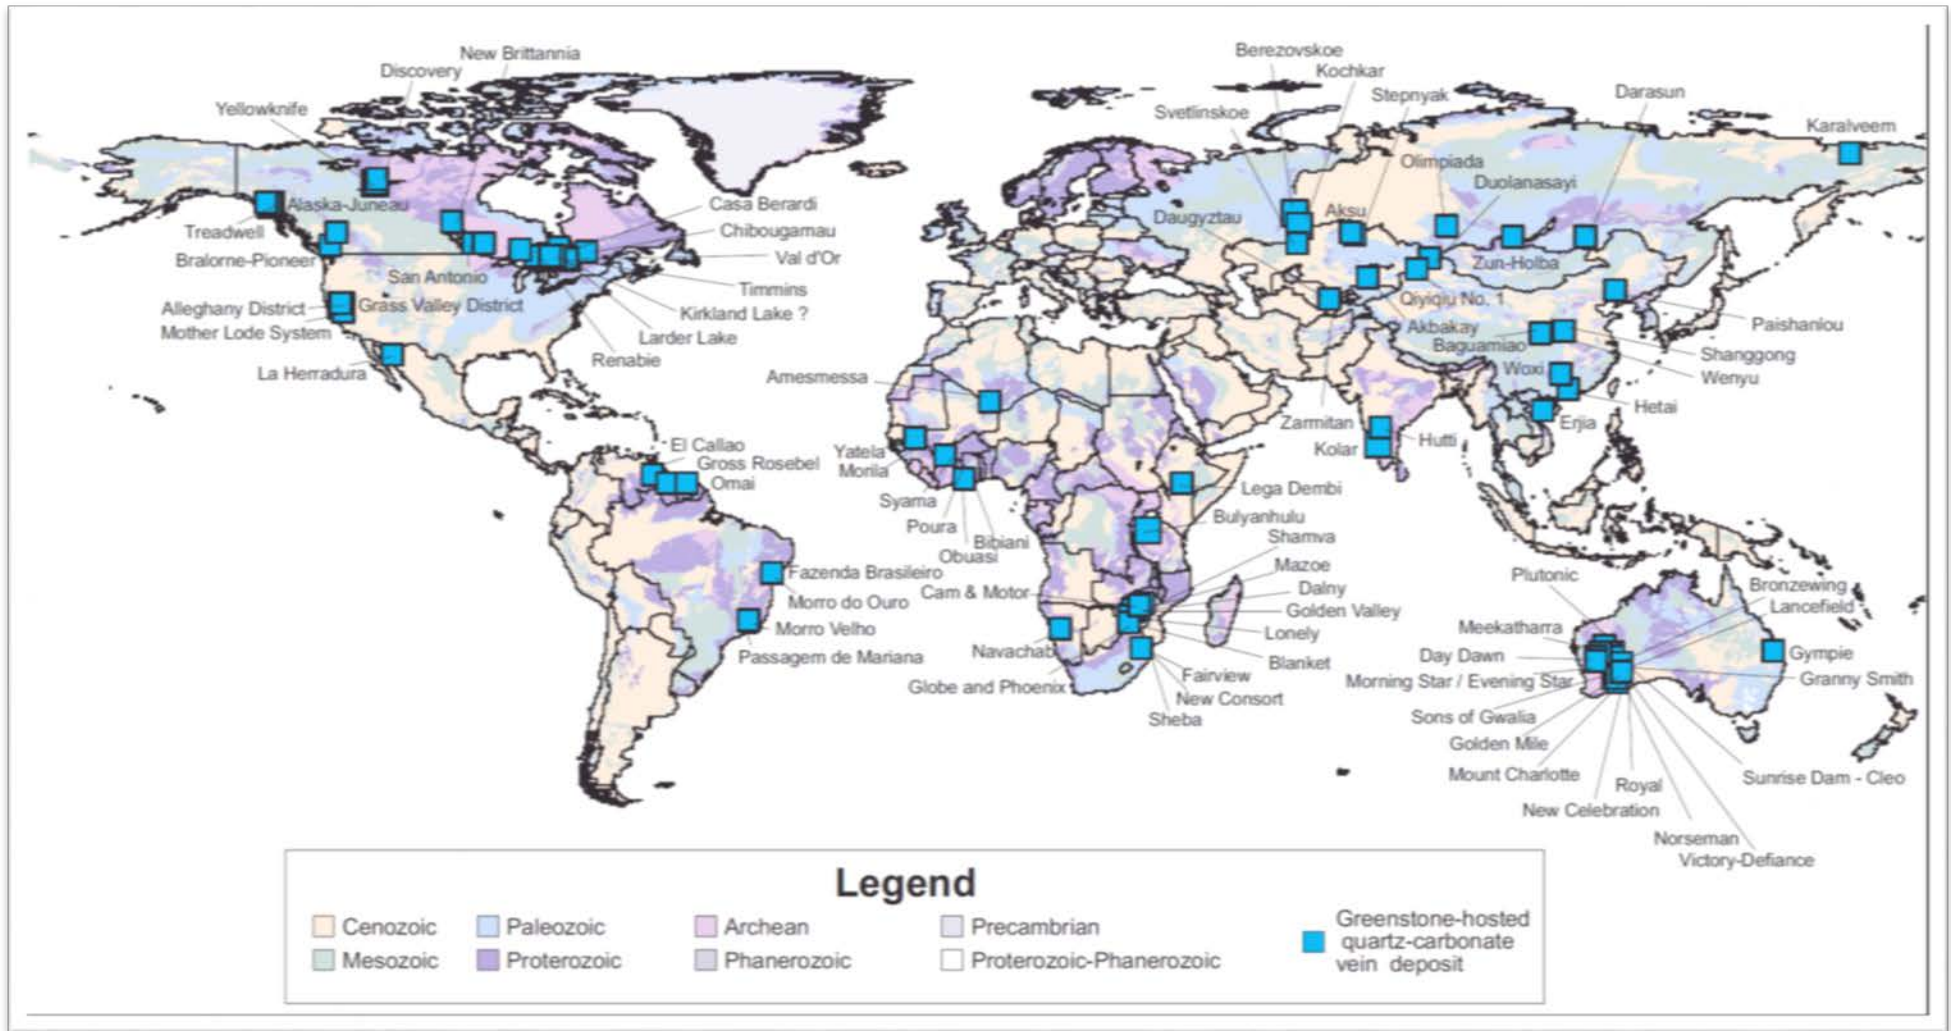 New Brittannia
Discovery
Yellowknife
Alaska-Juneau
Treadwell
Bralorne-Pioneer
San Antonio
Alleghany District
Grass Valley District
Mother Lode System
La Herradura
Casa Berardi
Chibougamau
Val d'Or
Timmins
Kirkland Lake ?
Larder Lake
Renabie
El Callao
Gross Rosebel
Omai
Fazenda Brasileiro
Morro do Ouro
Morro Velho
Passagem de Mariana
Amesmessa
Yatela
Morila
Syama
Poura
Obuasi
Bibiani
Lega Dembi
Bulyanhulu
Shamva
Mazoe
Dalny
Golden Valley
Lonely
Blanket
Cam & Motor
Navachab
Globe and Phoenix
Fairview
New Consort
Sheba
Berezovskoe
Kochkar
Stepnyak
Svetlinskoe
Darasun
Karalveem
Olimpiada
Duolanasayi
Aksu
Daugyztau
Zun-Holba
Qiyiqiu No. 1
Akbakay
Baguamiao
Paishanlou
Shanggong
Wenyu
Woxi
Hetai
Erjia
Zarmitan
Hutti
Kolar
Plutonic
Bronzewing
Lancefield
Meekatharra
Day Dawn
Gympie
Morning Star / Evening Star
Granny Smith
Sons of Gwalia
Golden Mile
Mount Charlotte
Royal
Sunrise Dam - Cleo
New Celebration
Norseman
Victory-Defiance
Legend
Cenozoic
Paleozoic
Archean
Precambrian
Mesozoic
Proterozoic
Phanerozoic
Proterozoic-Phanerozoic
Greenstone-hosted
quartz-carbonate
vein deposit